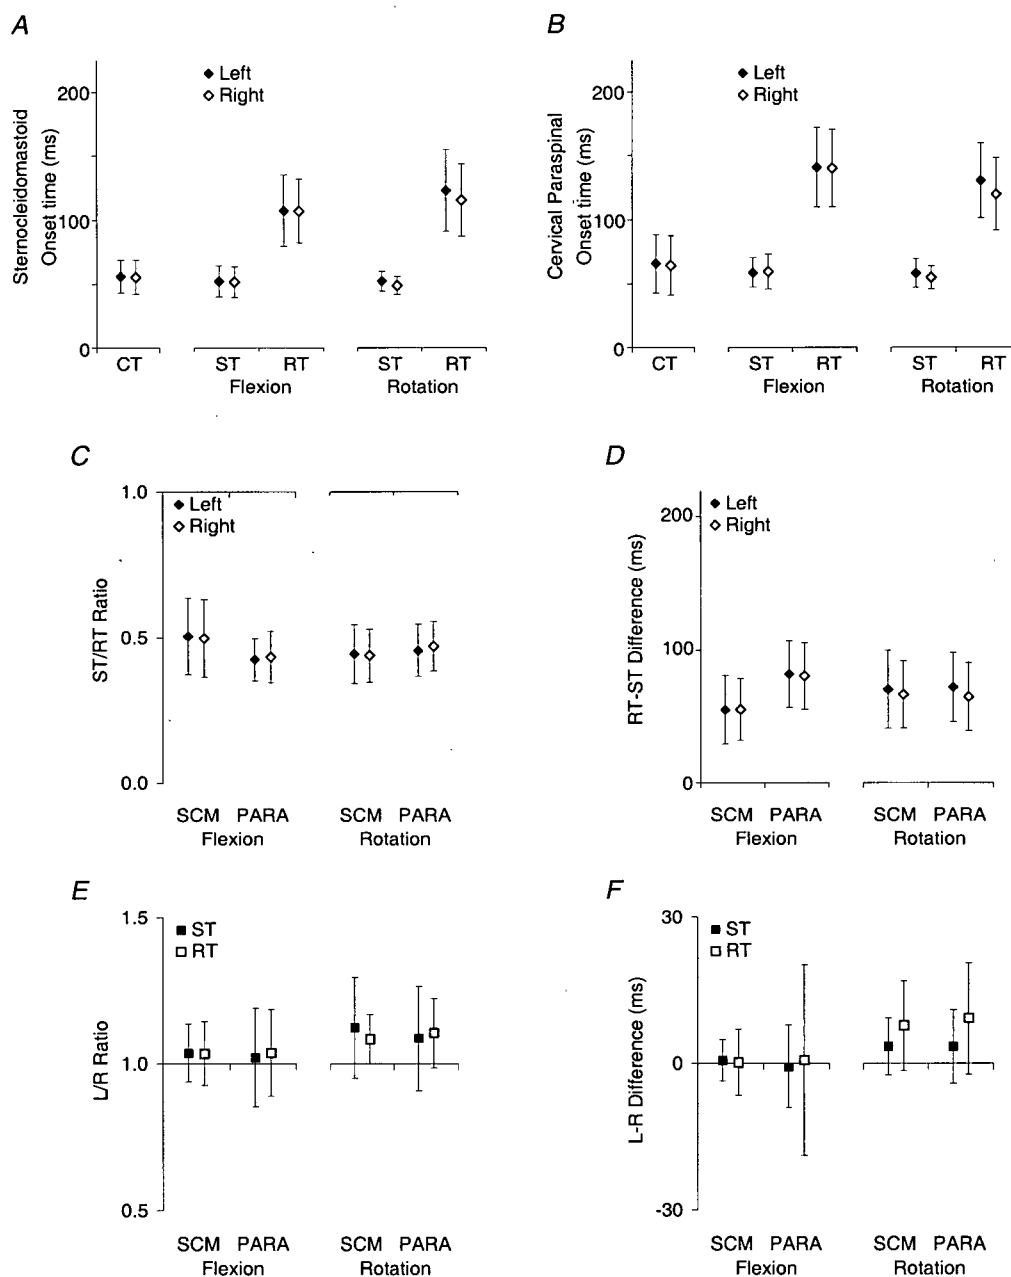 A
Sternocleidomastoid
Onset time (ms)
200
100
0
Left
Right
CT
ST
RT
ST
RT
Flexion
Rotation
B
Cervical Paraspinal
Onset time (ms)
200
100
0
Left
Right
CT
ST
RT
ST
RT
Flexion
Rotation
C
ST/RT Ratio
1.0
0.5
0.0
Left
Right
SCM PARA
SCM PARA
Flexion
Rotation
D
RT-ST Difference (ms)
200
100
0
Left
Right
SCM PARA
SCM PARA
Flexion
Rotation
E
L/R Ratio
1.5
1.0
0.5
ST
RT
SCM PARA
SCM PARA
Flexion
Rotation
F
L-R Difference (ms)
30
0
-30
ST
RT
SCM PARA
SCM PARA
Flexion
Rotation